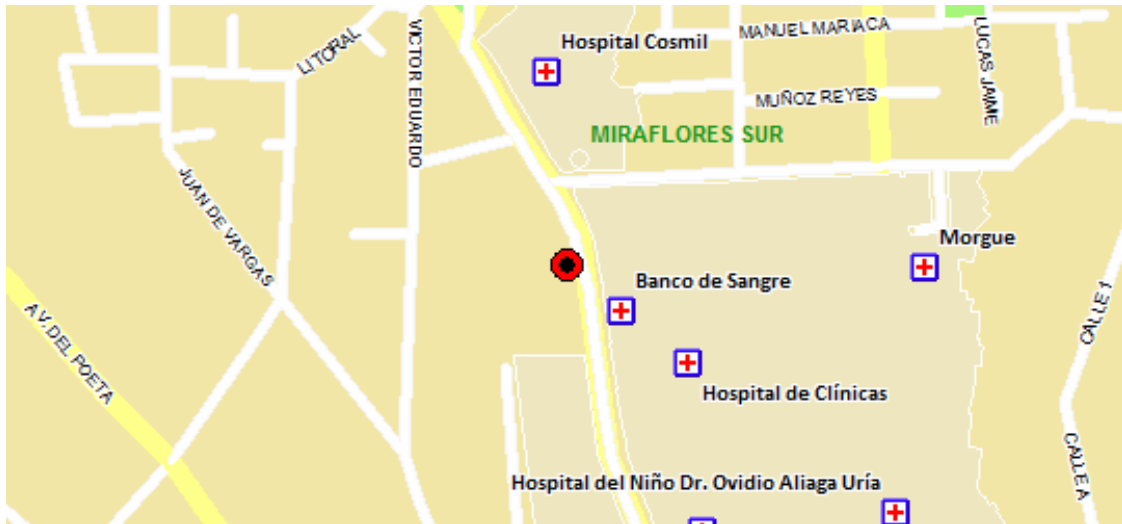 Hospital Cosmil
MANUEL MARIACA
LUCAS JAIME
LITORAL
VICTOR EDUARDO
MUÑOZ REYES
MIRAFLORES SUR
JUAN DE VARGAS
Morgue
Banco de Sangre
CALLE 1
AV. DEL POETA
Hospital de Clínicas
CALLE A
Hospital del Niño Dr. Ovidio Aliaga Uría